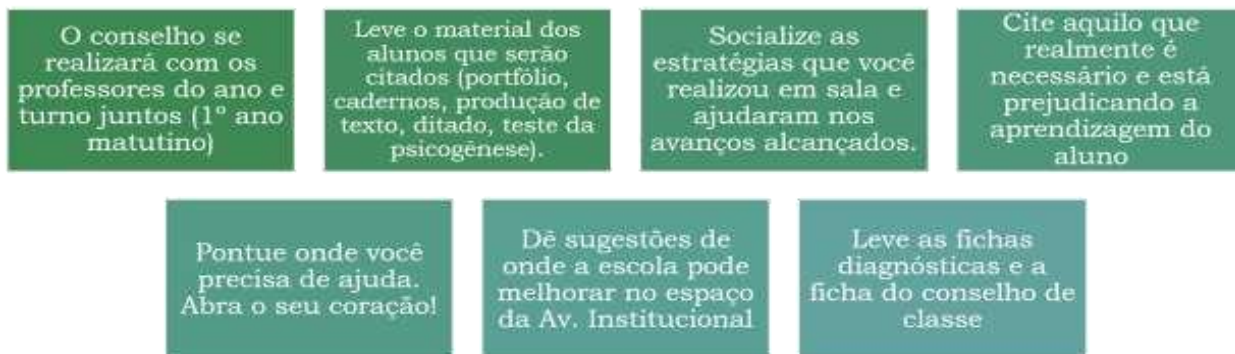 O conselho se
realizará com os
professores do ano e
turno juntos (1º ano
matutino)
Leve o material dos
alunos que serão
citados (portfólio,
cadernos, produção de
texto, ditado, teste da
psicogênese).
Socialize as
estratégias que você
realizou em sala e
ajudaram nos
avanços alcançados.
Cite aquilo que
realmente é
necessário e está
prejudicando a
aprendizagem do
aluno
Pontue onde você
precisa de ajuda.
Abra o seu coração!
Dê sugestões de
onde a escola pode
melhorar no espaço
da Av. Institucional
Leve as fichas
diagnósticas e a
ficha do conselho de
classe